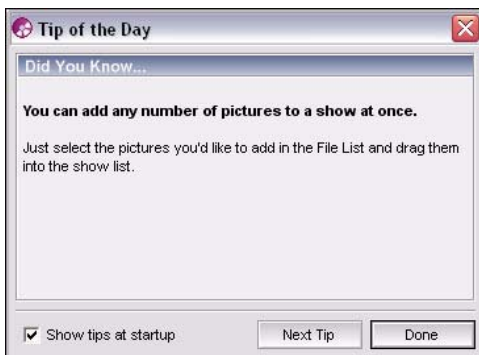 Tip of the Day
Did You Know...
You can add any number of pictures to a show at once.
Just select the pictures you'd like to add in the File List and drag them
into the show list.
Show tips at startup
Next Tip
Done